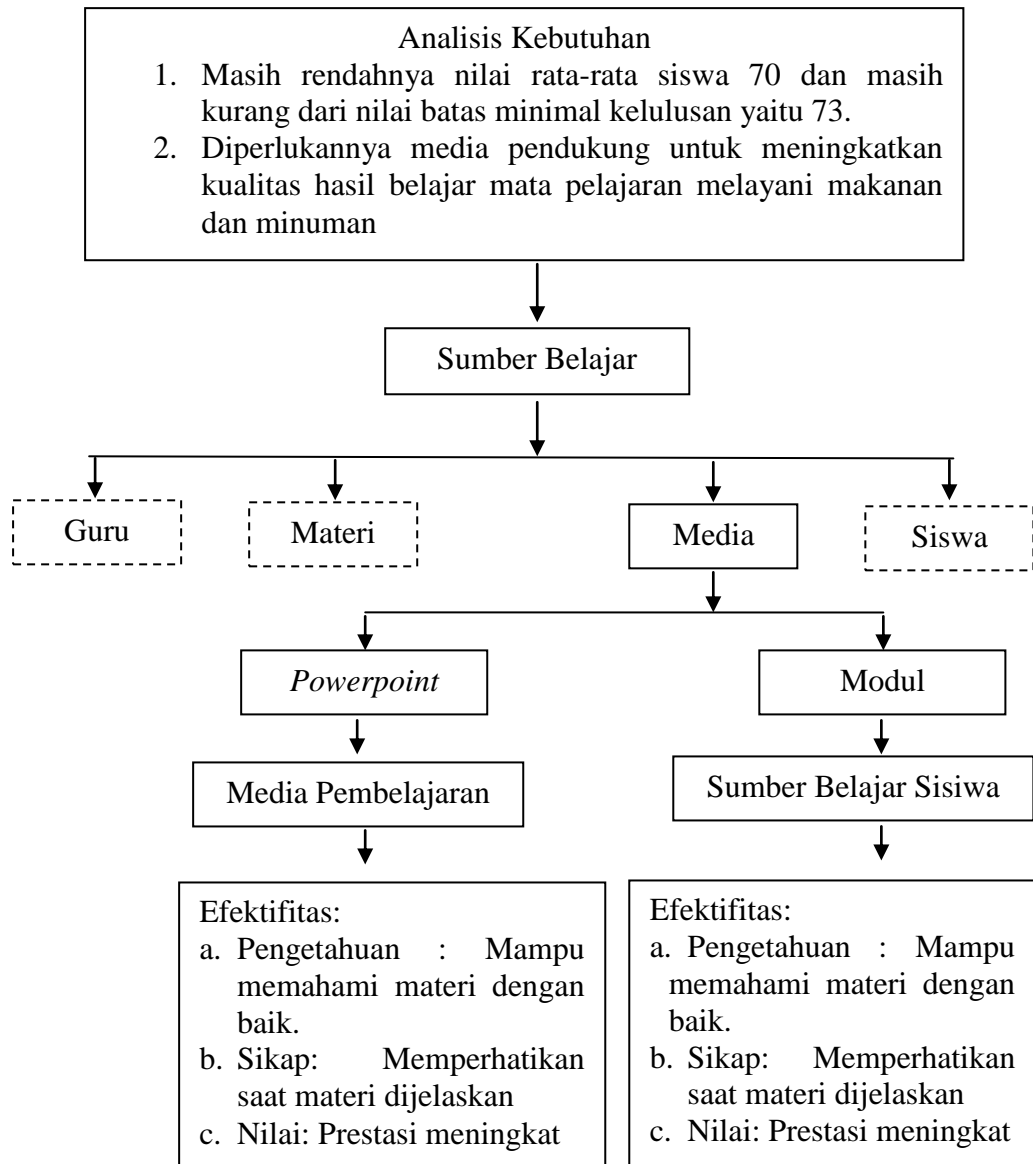 Analisis Kebutuhan
1. Masih rendahnya nilai rata-rata siswa 70 dan masih
kurang dari nilai batas minimal kelulusan yaitu 73.
2. Diperlukannya media pendukung untuk meningkatkan
kualitas hasil belajar mata pelajaran melayani makanan
dan minuman
Sumber Belajar
Guru
Materi
Media
Siswa
Powerpoint
Modul
Media Pembelajaran
Sumber Belajar Sisiwa
Efektifitas:
a. Pengetahuan : Mampu
memahami materi dengan
baik.
b. Sikap: Memperhatikan
saat materi dijelaskan
c. Nilai: Prestasi meningkat
Efektifitas:
a. Pengetahuan : Mampu
memahami materi dengan
baik.
b. Sikap: Memperhatikan
saat materi dijelaskan
c. Nilai: Prestasi meningkat